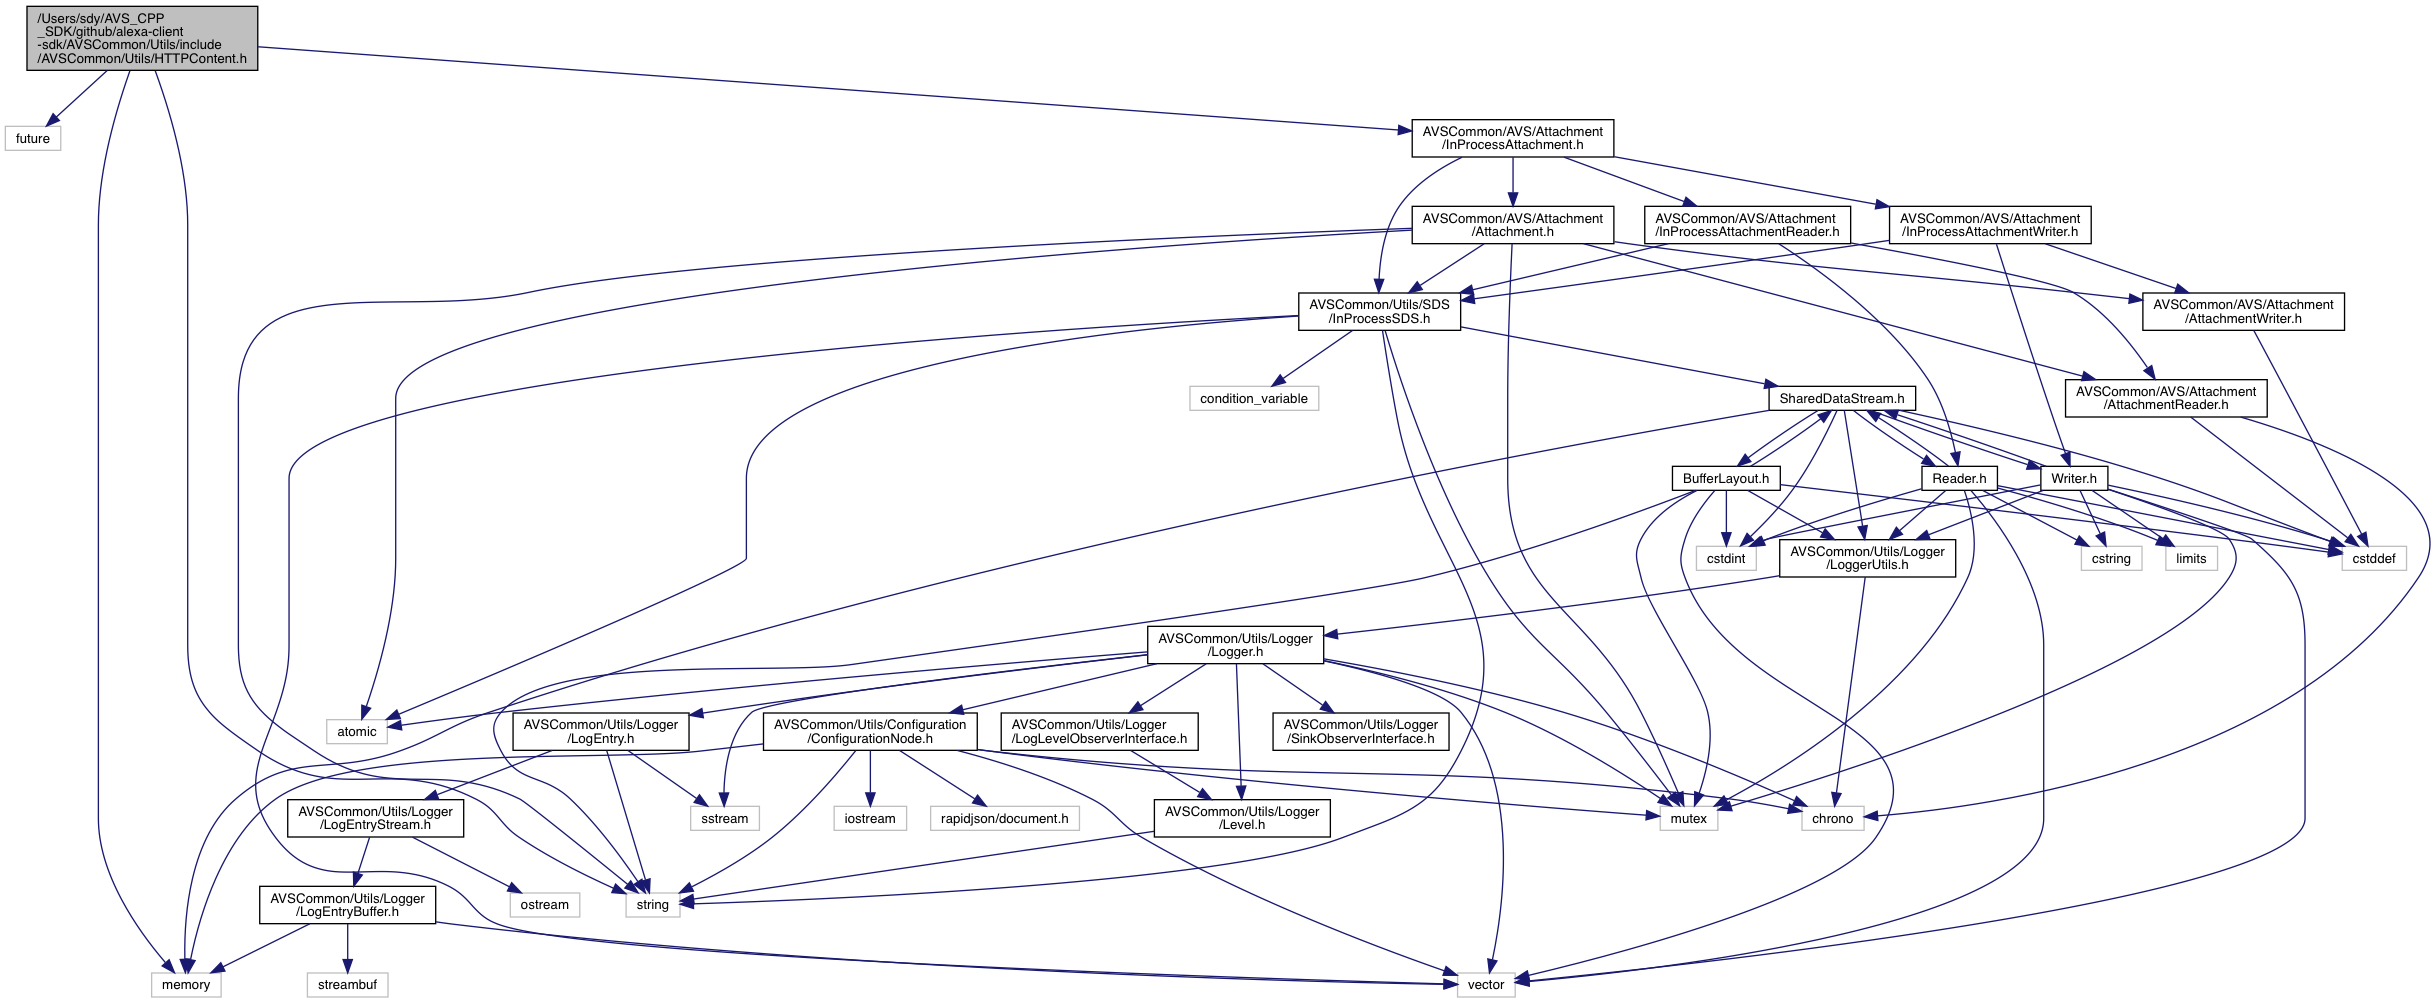 /Users/sdy/AVS_CPP
_SDK/github/alexa-client
-sdk/AVSCommon/Utils/include
/AVSCommon/Utils/HTTPContent.h
future
AVSCommon/AVS/Attachment
/InProcessAttachment.h
AVSCommon/AVS/Attachment
/Attachment.h
AVSCommon/AVS/Attachment
/InProcessAttachmentReader.h
AVSCommon/AVS/Attachment
/InProcessAttachmentWriter.h
AVSCommon/Utils/SDS
/InProcessSDS.h
AVSCommon/AVS/Attachment
/AttachmentWriter.h
condition_variable
SharedDataStream.h
AVSCommon/AVS/Attachment
/AttachmentReader.h
BufferLayout.h
Reader.h
Writer.h
cstdint
AVSCommon/Utils/Logger
/LoggerUtils.h
cstring
limits
cstddef
AVSCommon/Utils/Logger
/Logger.h
atomic
AVSCommon/Utils/Logger
/LogEntry.h
AVSCommon/Utils/Configuration
/ConfigurationNode.h
AVSCommon/Utils/Logger
/LogLevelObserverInterface.h
AVSCommon/Utils/Logger
/SinkObserverInterface.h
AVSCommon/Utils/Logger
/LogEntryStream.h
sstream
iostream
rapidjson/document.h
AVSCommon/Utils/Logger
/Level.h
mutex
chrono
AVSCommon/Utils/Logger
/LogEntryBuffer.h
ostream
string
memory
streambuf
vector